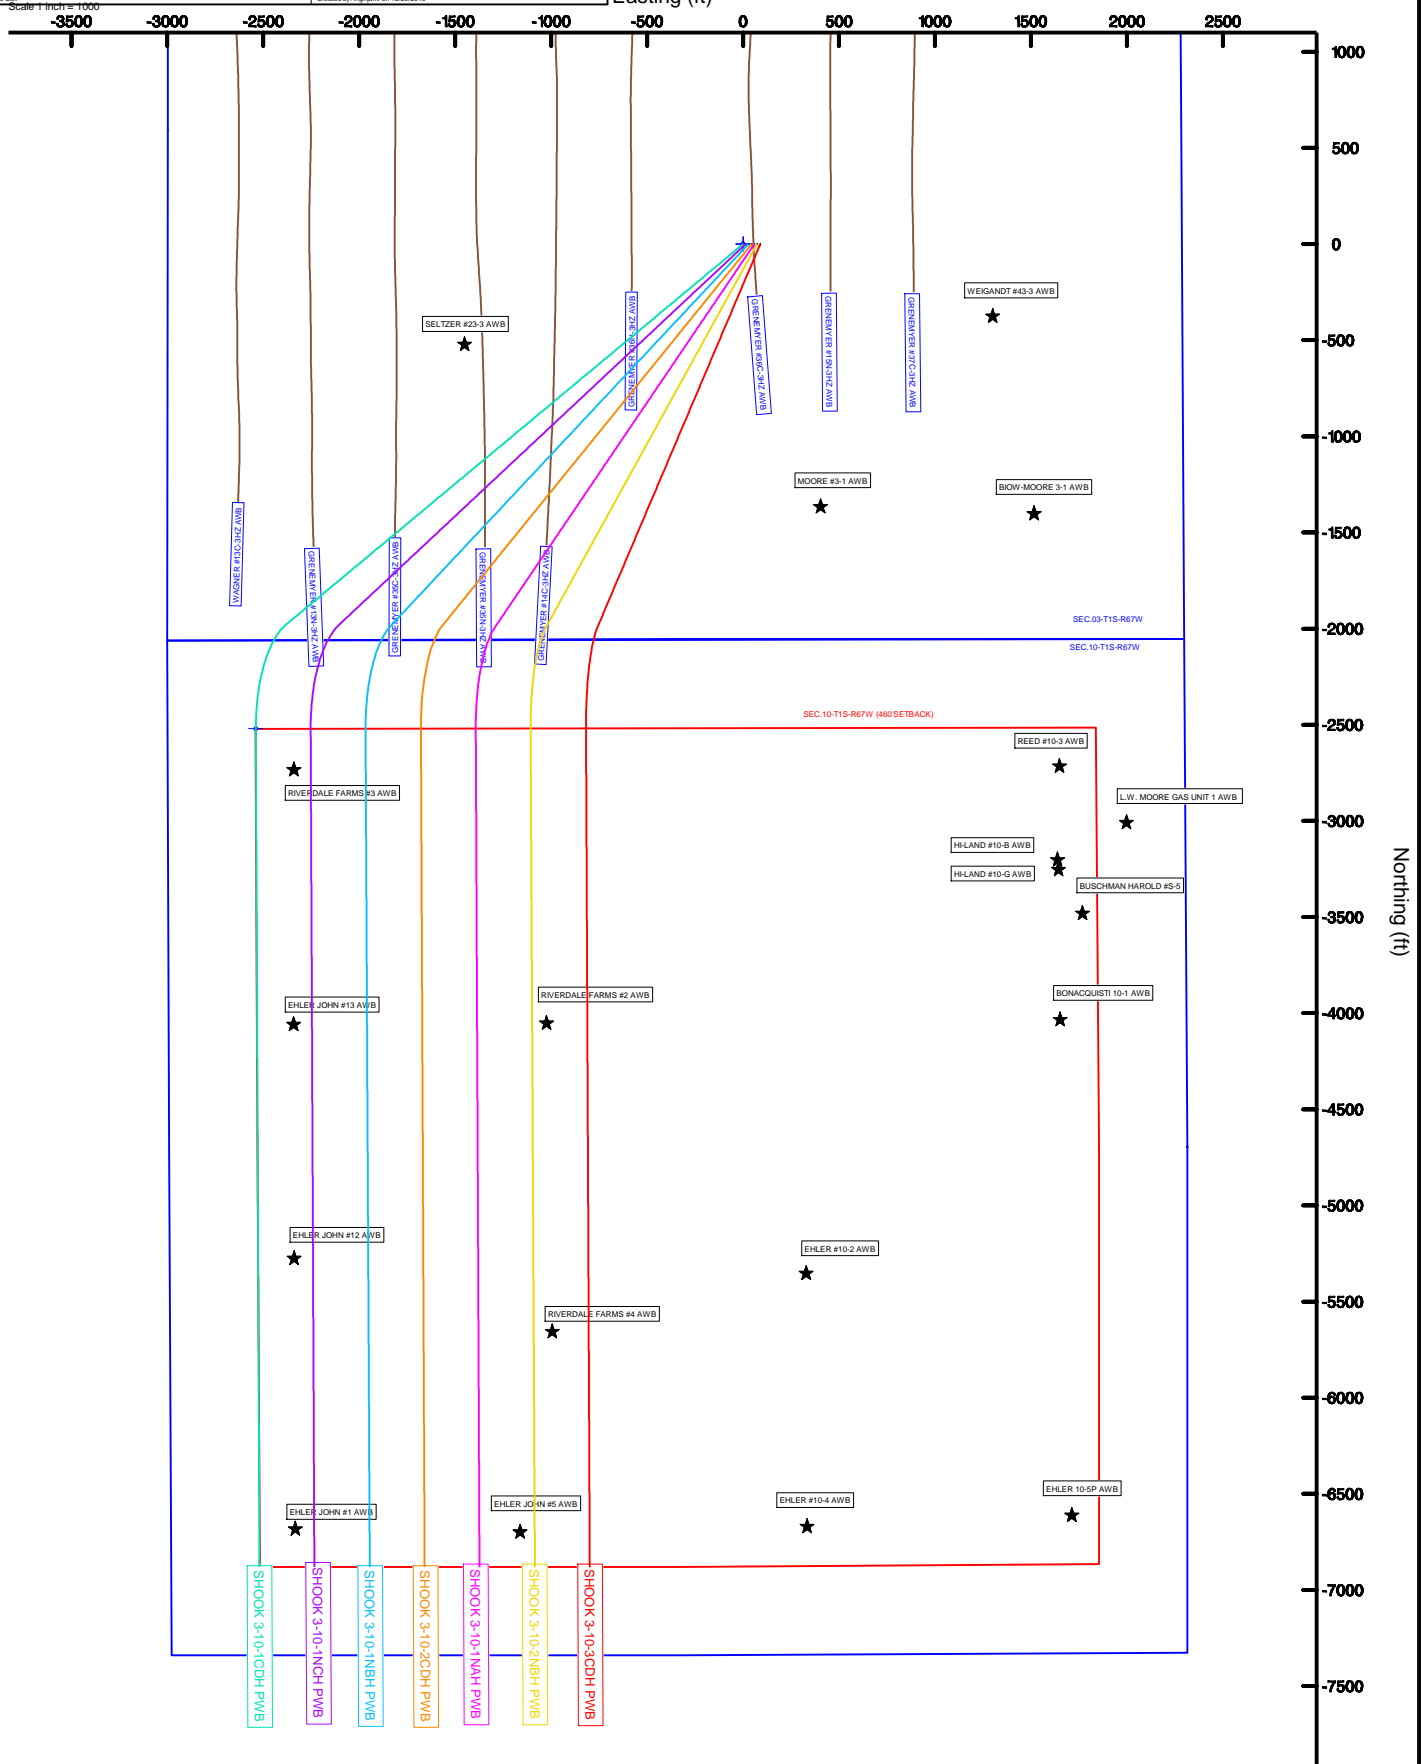 Scale 1 inch = 1000
Easting (ft)
-3500 -3000 -2500 -2000 -1500 -1000 -500 0 500 1000 1500 2000 2500
1000
500
0
-500
-1000
-1500
-2000
-2500
-3000
-3500
-4000
-4500
-5000
-5500
-6000
-6500
-7000
-7500
Northing (ft)
WEIGANDT #43-3 AWB
SELTZER #23-3 AWB
GRENEMYER #36N-3HZ AWB
GRENEMYER #36C-3HZ AWB
GRENEMYER #15N-3HZ AWB
GRENEMYER #37C-3HZ AWB
MOORE #3-1 AWB
BIOW-MOORE 3-1 AWB
WAGNER #13C-3HZ AWB
GRENEMYER #13N-3HZ AWB
GRENEMYER #35C-3HZ AWB
GRENEMYER #35N-3HZ AWB
GRENEMYER #14C-3HZ AWB
SEC.03-T1S-R67W
SEC.10-T1S-R67W
SEC.10-T1S-R67W (460'SETBACK)
REED #10-3 AWB
RIVERDALE FARMS #3 AWB
L.W. MOORE GAS UNIT 1 AWB
HI-LAND #10-B AWB
HI-LAND #10-G AWB
BUSCHMAN HAROLD #S-5
RIVERDALE FARMS #2 AWB
BONACQUISTI 10-1 AWB
EHLER JOHN #13 AWB
EHLER JOHN #12 AWB
EHLER #10-2 AWB
RIVERDALE FARMS #4 AWB
EHLER 10-5P AWB
EHLER #10-4 AWB
EHLER JOHN #5 AWB
EHLER JOHN #1 AWB
SHOOK 3-10-1CDH PWB
SHOOK 3-10-1NCH PWB
SHOOK 3-10-1NBH PWB
SHOOK 3-10-2CDH PWB
SHOOK 3-10-1NAH PWB
SHOOK 3-10-2NBH PWB
SHOOK 3-10-3CDH PWB